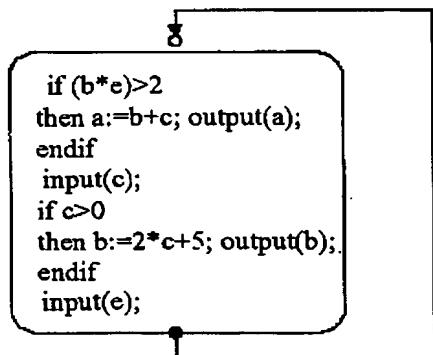 if (b*e)>2
then a:=b+c; output(a);
endif
input(c);
if c>0
then b:=2*c+5; output(b);
endif
input(e);